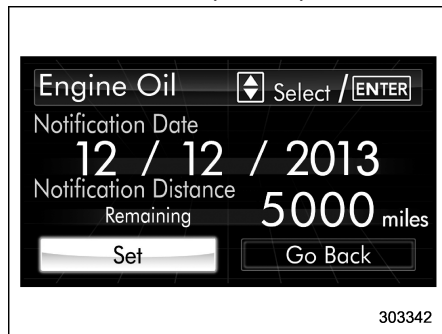 Engine Oil Select / ENTER
Notification Date
12 / 12 / 2013
Notification Distance
Remaining 5000 miles
Set Go Back
303342